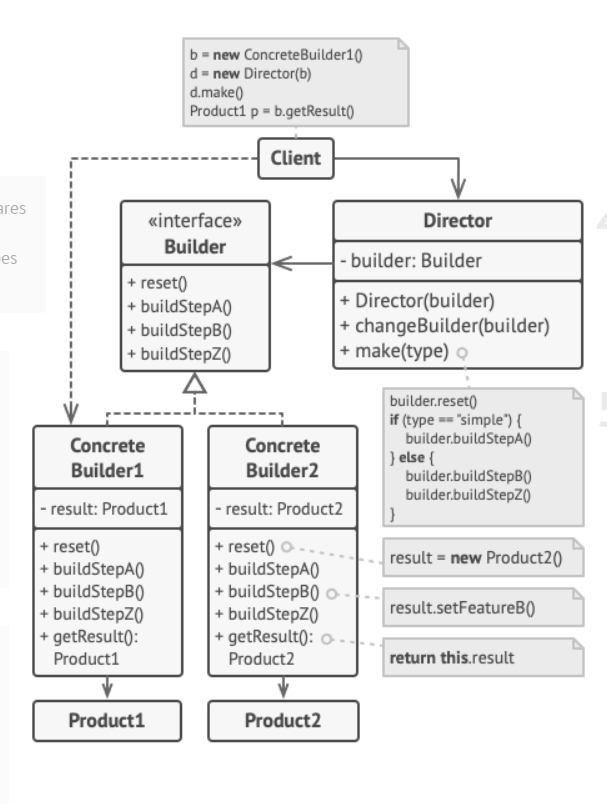 b = new ConcreteBuilder1()
d = new Director(b)
d.make()
Product1 p = b.getResult()
Client
ares
es
«interface»
Builder
+ reset()
+ buildStepA()
+ buildStepB()
+ buildStepZ()
Director
- builder: Builder
+ Director(builder)
+ changeBuilder(builder)
+ make(type)
builder.reset()
if (type == "simple") {
builder.buildStepA()
} else {
builder.buildStepB()
builder.buildStepZ()
}
Concrete
Builder1
- result: Product1
+ reset()
+ buildStepA()
+ buildStepB()
+ buildStepZ()
+ getResult():
Product1
Concrete
Builder2
- result: Product2
+ reset()
+ buildStepA()
+ buildStepB()
+ buildStepZ()
+ getResult():
Product2
result = new Product2()
result.setFeatureB()
return this.result
Product1
Product2